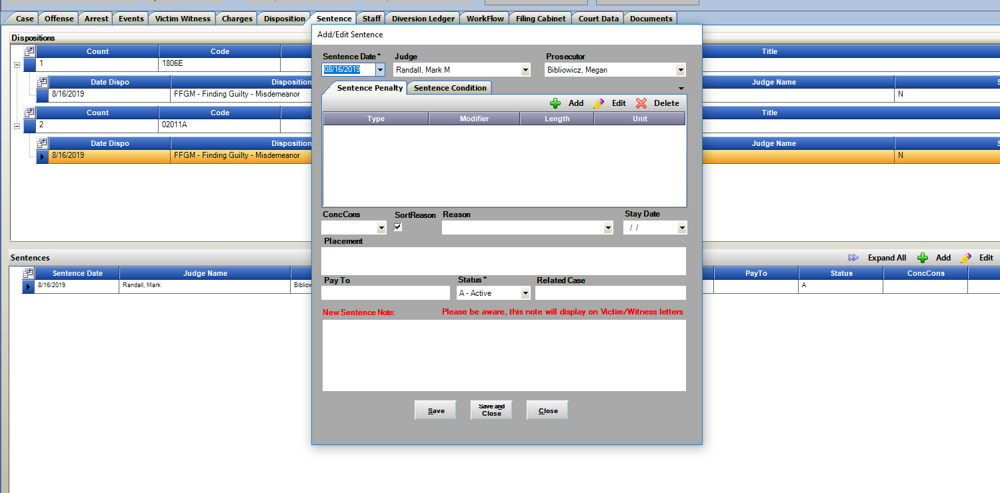 Case Offense Arrest Events Victim Witness Charges Disposition Sentence Staff Diversion Ledger WorkFlow Filing Cabinet Court Data Documents
Dispositions
Count Code Title
1 1806E
Date Dispo Disposition Judge Name
8/16/2019 FFGM - Finding Guilty - Misdemeanor N
Count Code Title
2 02011A
Date Dispo Disposition Judge Name
8/16/2019 FFGM - Finding Guilty - Misdemeanor N
Sentences Expand All Add Edit
Sentence Date Judge Name PayTo Status ConcCons
8/16/2019 Randall, Mark A
Add/Edit Sentence
Sentence Date * Judge Prosecutor
08/16/2019 Randall, Mark M Bibliowicz, Megan
Sentence Penalty Sentence Condition
Add Edit Delete
Type Modifier Length Unit
ConcCons SortReason Reason Stay Date
/ /
Placement
Pay To Status * Related Case
A - Active
New Sentence Note: Please be aware, this note will display on Victim/Witness letters
Save Save and Close Close